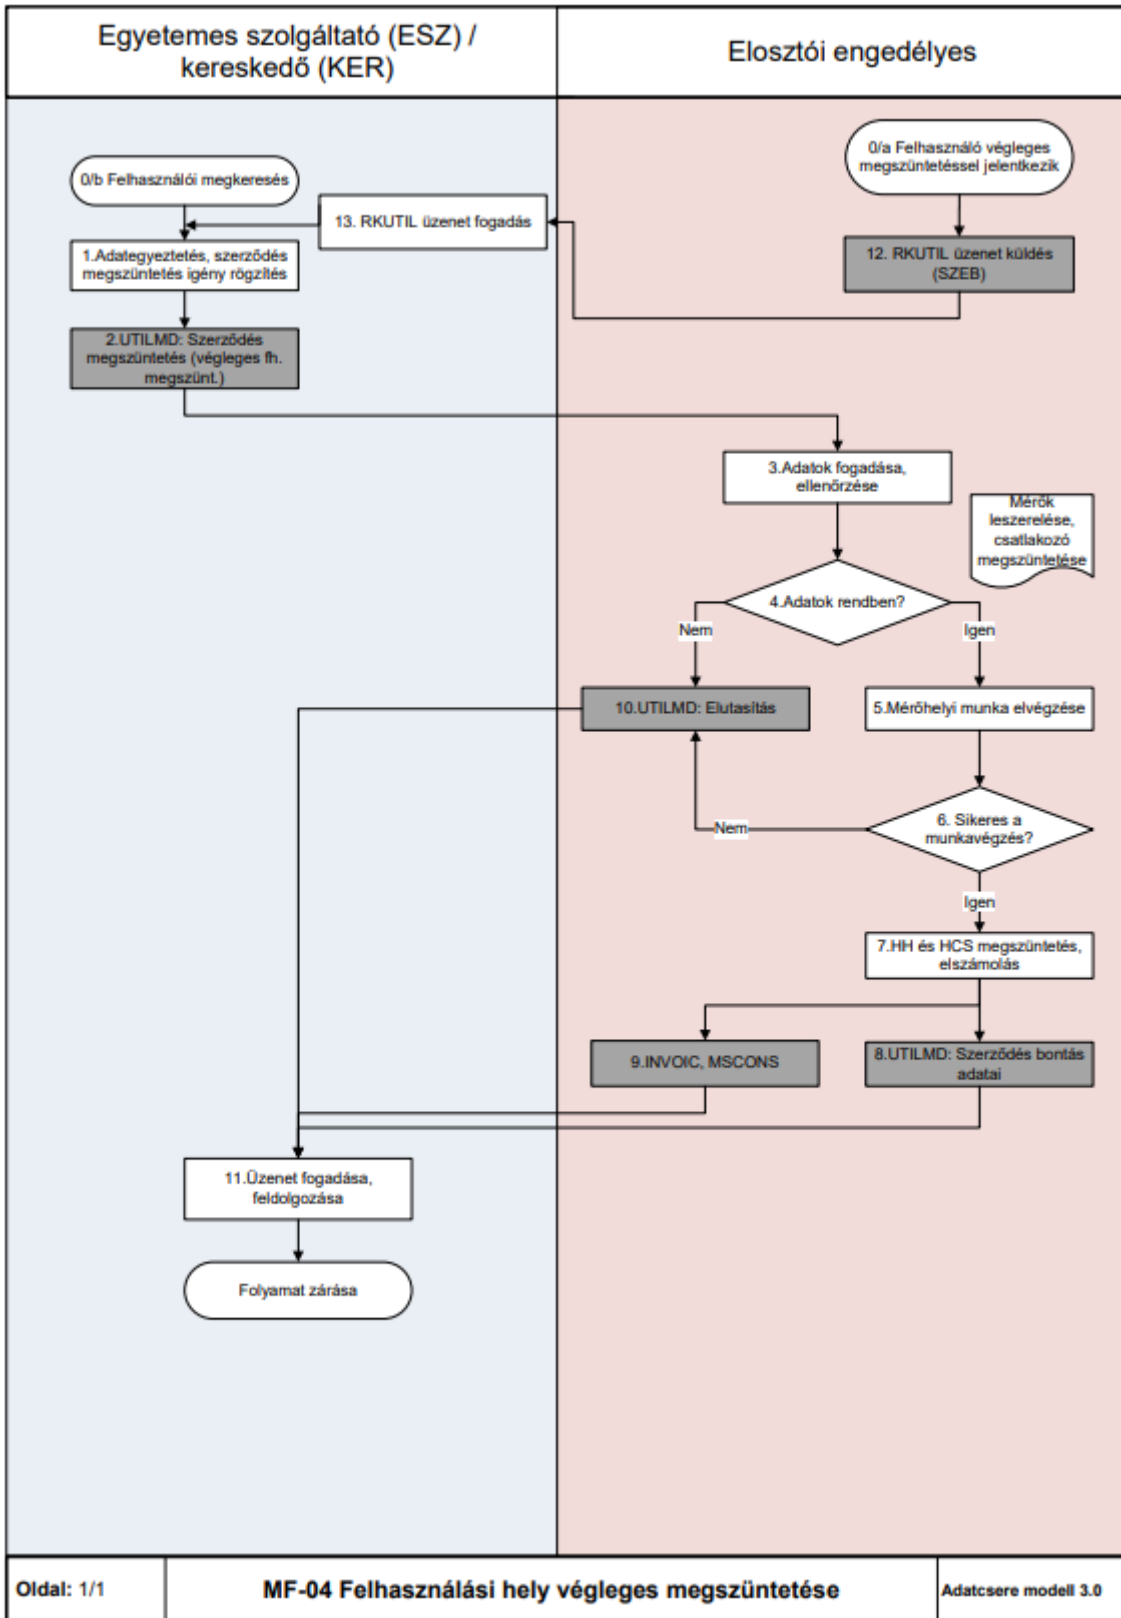 Egyetemes szolgáltató (ESZ) /
kereskedő (KER)
Elosztói engedélyes
0/a Felhasználó végleges
megszüntetéssel jelentkezik
0/b Felhasználói megkeresés
13. RKUTIL üzenet fogadás
1.Adategyeztetés, szerződés
megszüntetés igény rögzítés
12. RKUTIL üzenet küldés
(SZEB)
2.UTILMD: Szerződés
megszüntetés (végleges fh.
megszünt.)
3.Adatok fogadása,
ellenőrzése
Mérők
leszerelése,
csatlakozó
megszüntetése
4.Adatok rendben?
Nem
Igen
10.UTILMD: Elutasítás
5.Mérőhelyi munka elvégzése
6. Sikeres a
munkavégzés?
Nem
Igen
7.HH és HCS megszüntetés,
elszámolás
9.INVOIC, MSCONS
8.UTILMD: Szerződés bontás
adatai
11.Üzenet fogadása,
feldolgozása
Folyamat zárása
Oldal: 1/1
MF-04 Felhasználási hely végleges megszüntetése
Adatcsere modell 3.0